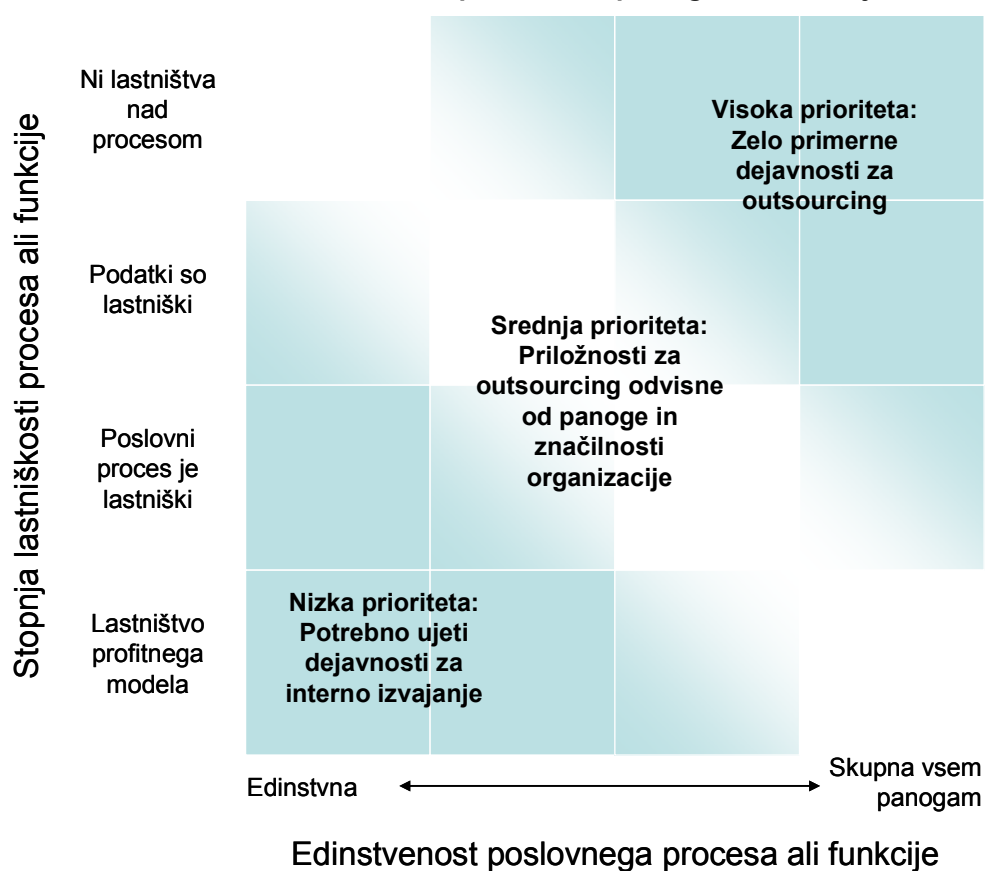 Stopnja lastniškosti procesa ali funkcije
Ni lastništva
nad
procesom
Visoka prioriteta:
Zelo primerne
dejavnosti za
outsourcing
Podatki so
lastniški
Srednja prioriteta:
Priložnosti za
outsourcing odvisne
od panoge in
značilnosti
organizacije
Poslovni
proces je
lastniški
Nizka prioriteta:
Potrebno ujeti
dejavnosti za
interno izvajanje
Lastništvo
profitnega
modela
Edinstvna
Skupna vsem
panogam
Edinstvenost poslovnega procesa ali funkcije